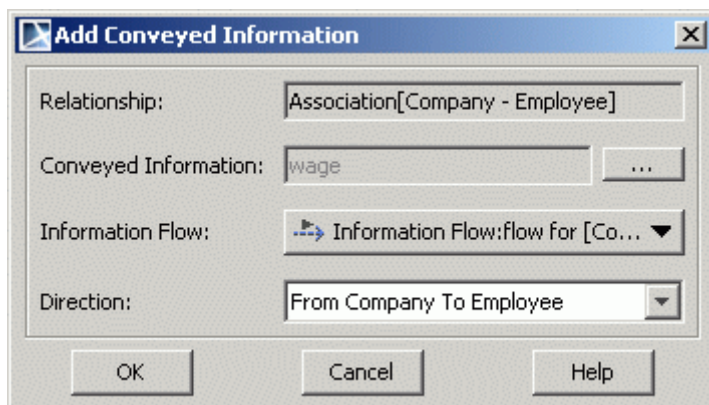 Add Conveyed Information
Relationship: Association[Company - Employee]
Conveyed Information: wage ...
Information Flow: Information Flow:flow for [Co...
Direction: From Company To Employee
OK Cancel Help